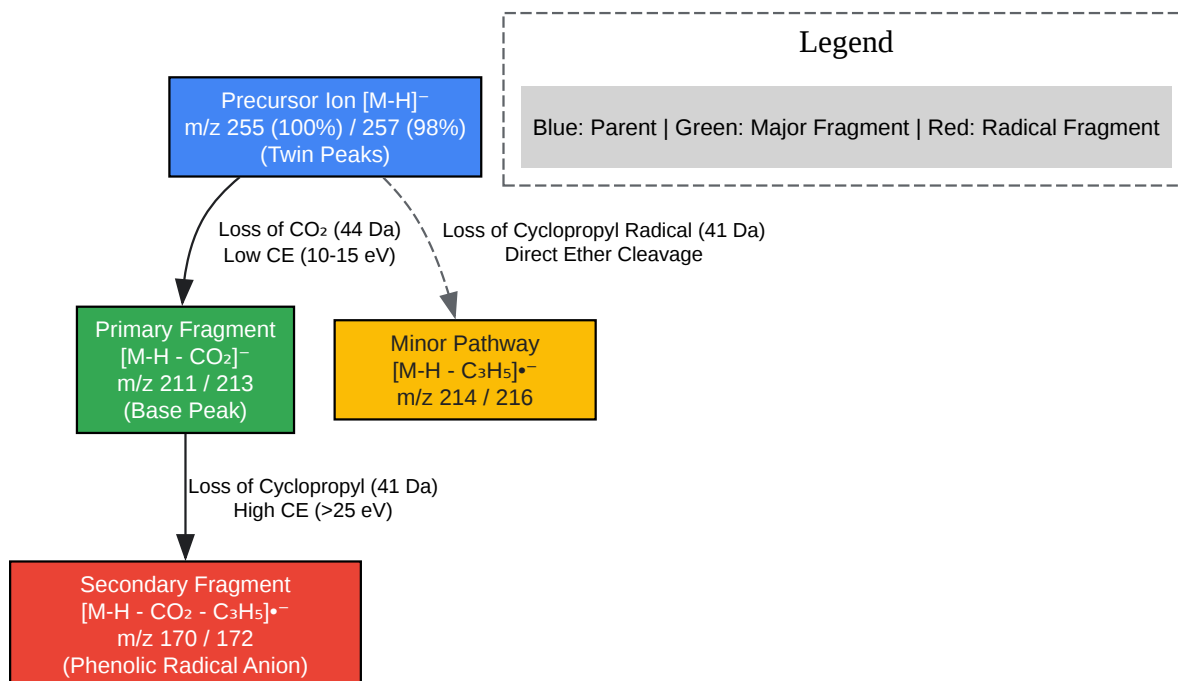 Legend
Blue: Parent | Green: Major Fragment | Red: Radical Fragment
Precursor Ion [M-H]⁻
m/z 255 (100%) / 257 (98%)
(Twin Peaks)
Loss of CO₂ (44 Da)
Low CE (10-15 eV)
Loss of Cyclopropyl Radical (41 Da)
Direct Ether Cleavage
Primary Fragment
[M-H - CO₂]⁻
m/z 211 / 213
(Base Peak)
Minor Pathway
[M-H - C₃H₅]•⁻
m/z 214 / 216
Loss of Cyclopropyl (41 Da)
High CE (>25 eV)
Secondary Fragment
[M-H - CO₂ - C₃H₅]•⁻
m/z 170 / 172
(Phenolic Radical Anion)